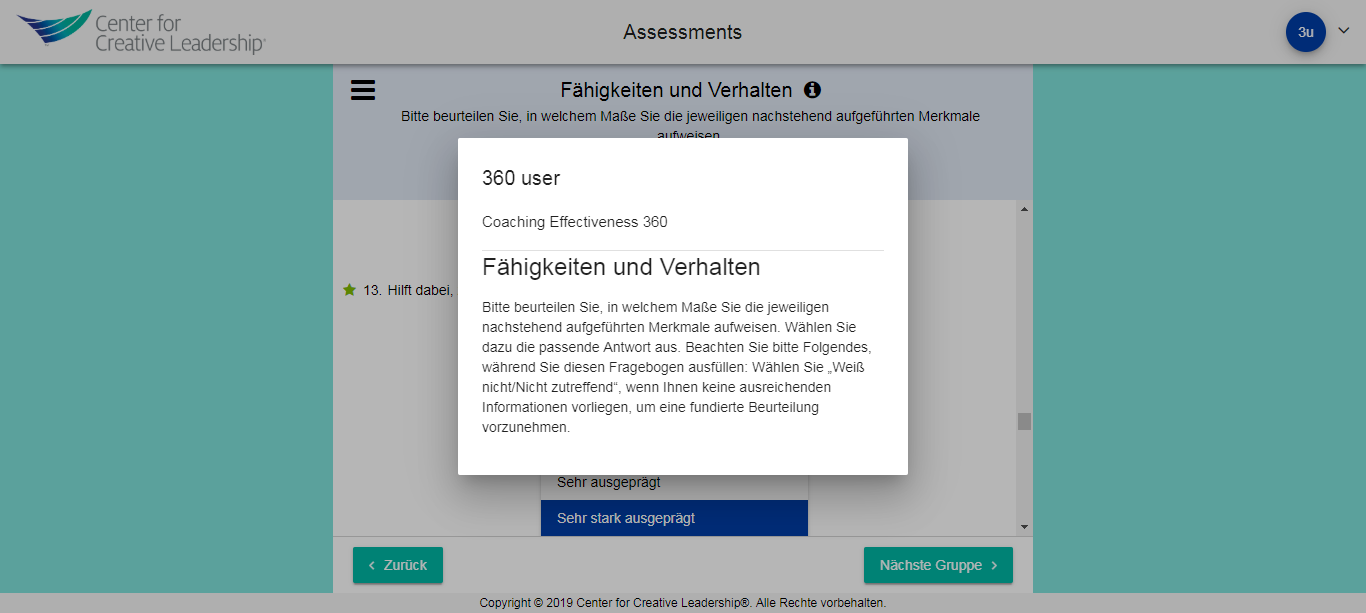 Center for
Creative Leadership®
Assessments
3u
Fähigkeiten und Verhalten
Bitte beurteilen Sie, in welchem Maße Sie die jeweiligen nachstehend aufgeführten Merkmale
aufweisen.
360 user
Coaching Effectiveness 360
Fähigkeiten und Verhalten
Bitte beurteilen Sie, in welchem Maße Sie die jeweiligen
nachstehend aufgeführten Merkmale aufweisen. Wählen Sie
dazu die passende Antwort aus. Beachten Sie bitte Folgendes,
während Sie diesen Fragebogen ausfüllen: Wählen Sie „Weiß
nicht/Nicht zutreffend“, wenn Ihnen keine ausreichenden
Informationen vorliegen, um eine fundierte Beurteilung
vorzunehmen.
13. Hilft dabei,
Sehr ausgeprägt
Sehr stark ausgeprägt
Zurück
Nächste Gruppe
Copyright © 2019 Center for Creative Leadership®. Alle Rechte vorbehalten.